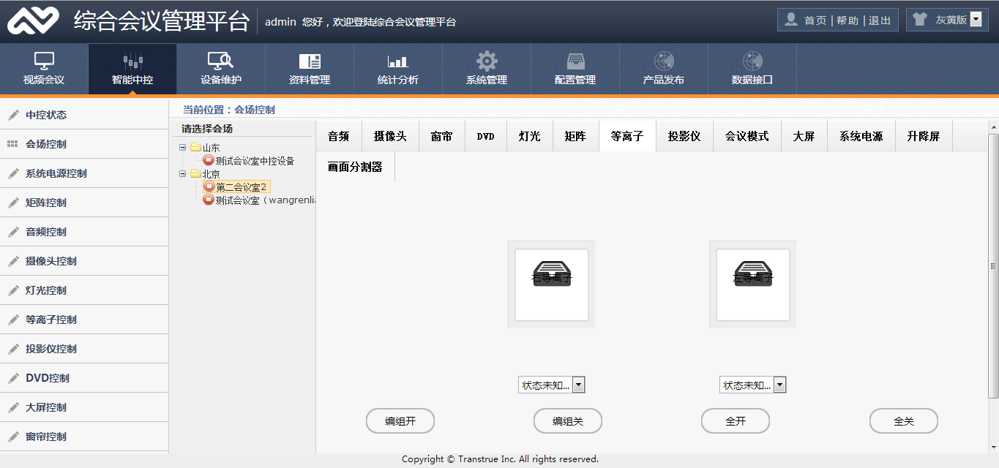 综合会议管理平台
admin 您好，欢迎登陆综合会议管理平台
首页 | 帮助 | 退出
灰黄版
视频会议
智能中控
设备维护
资料管理
统计分析
系统管理
配置管理
产品发布
数据接口
中控状态
会场控制
系统电源控制
矩阵控制
音频控制
摄像头控制
灯光控制
等离子控制
投影仪控制
DVD控制
大屏控制
窗帘控制
当前位置：会场控制
请选择会场
山东
测试会议室中控设备
北京
第二会议室2
测试会议室（wangrenli
音频
摄像头
窗帘
DVD
灯光
矩阵
等离子
投影仪
会议模式
大屏
系统电源
升降屏
画面分割器
右等离子
左等离子
状态未知...
状态未知...
编组开
编组关
全开
全关
Copyright © Transtrue Inc. All rights reserved.